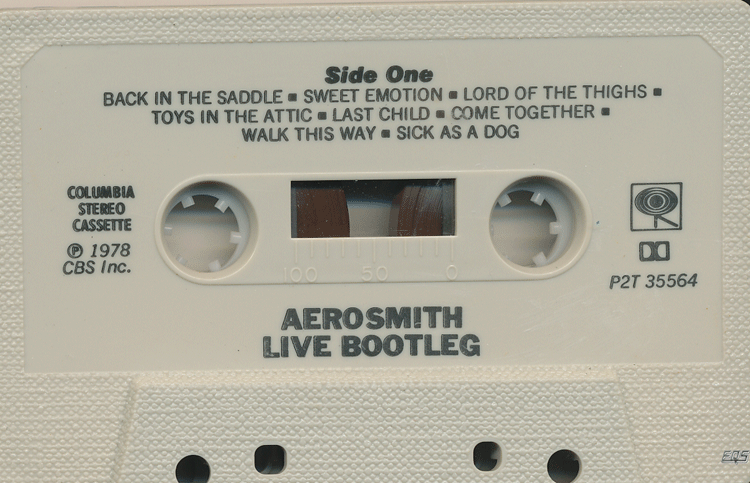 Side One
BACK IN THE SADDLE ▪ SWEET EMOTION ▪ LORD OF THE THIGHS ▪
TOYS IN THE ATTIC ▪ LAST CHILD ▪ COME TOGETHER ▪
WALK THIS WAY ▪ SICK AS A DOG
COLUMBIA
STEREO
CASSETTE
℗ 1978
CBS Inc.
100 50 0
P2T 35564
AEROSMITH
LIVE BOOTLEG
EQS